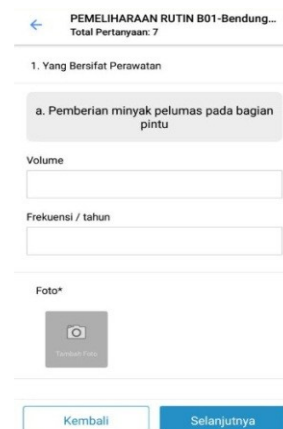 PEMELIHARAAN RUTIN B01-Bendung...
Total Pertanyaan: 7
1. Yang Bersifat Perawatan
a. Pemberian minyak pelumas pada bagian
pintu
Volume
Frekuensi / tahun
Foto*
Tambah Foto
Kembali
Selanjutnya